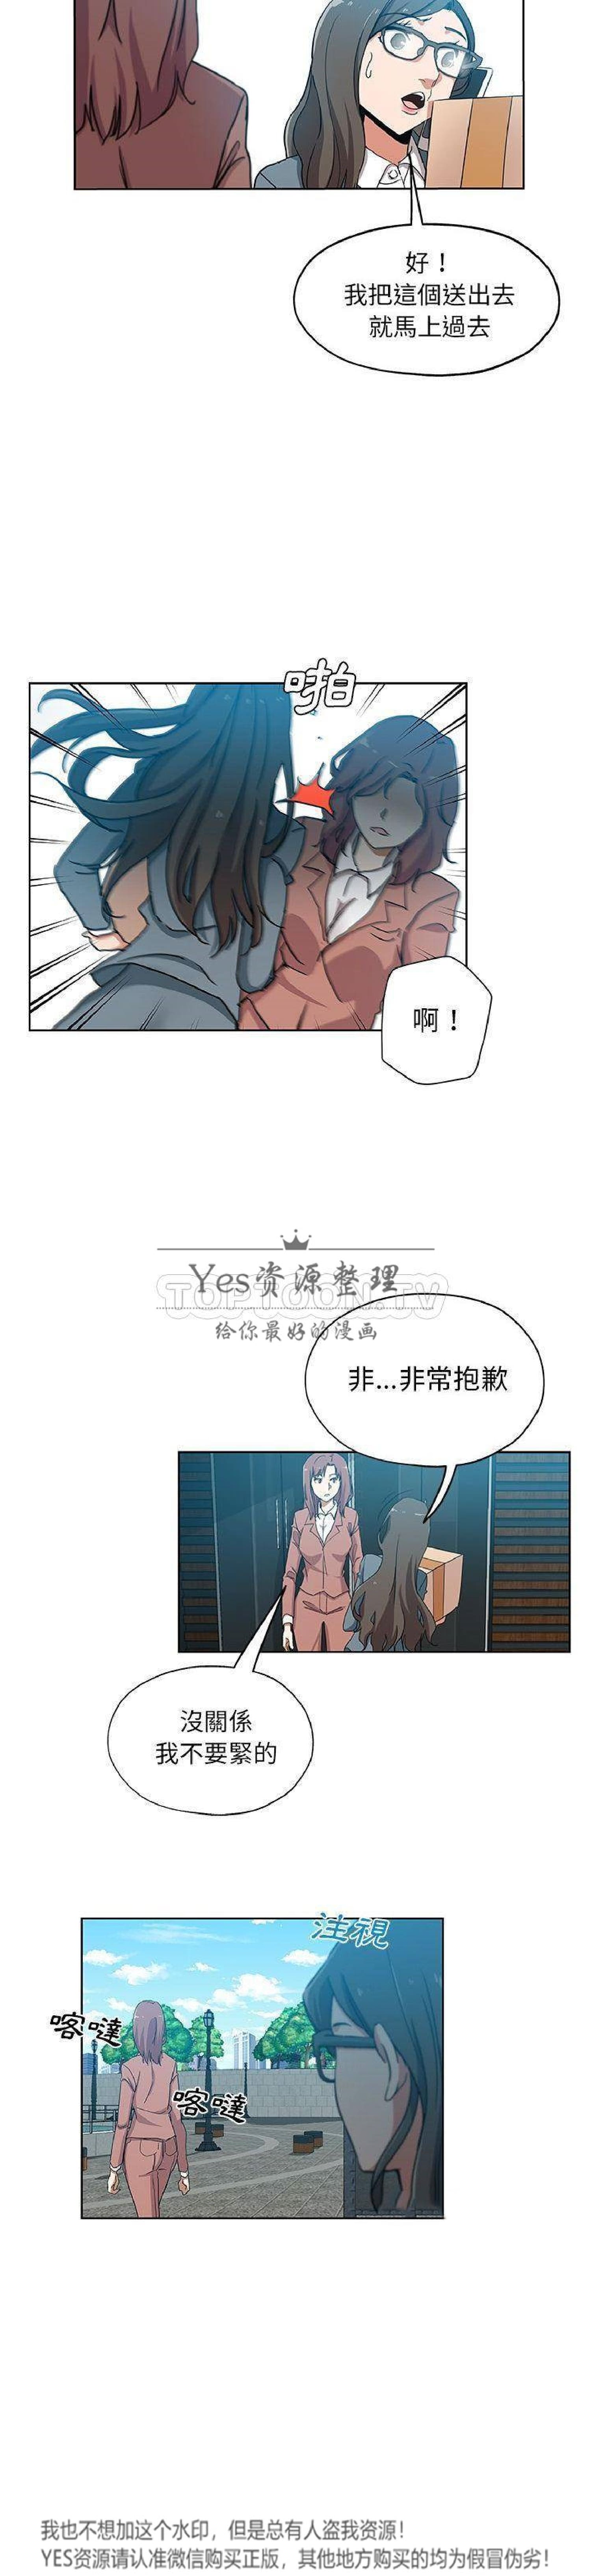 好！
我把這個送出去
就馬上過去
啪
啊！
Yes资源整理
TOPTOON.TV
给你最好的漫画
非...非常抱歉
沒關係
我不要緊的
注視
喀噠
喀噠
我也不想加这个水印，但是总有人盗我资源！
YES资源请认准微信购买正版，其他地方购买的均为假冒伪劣！